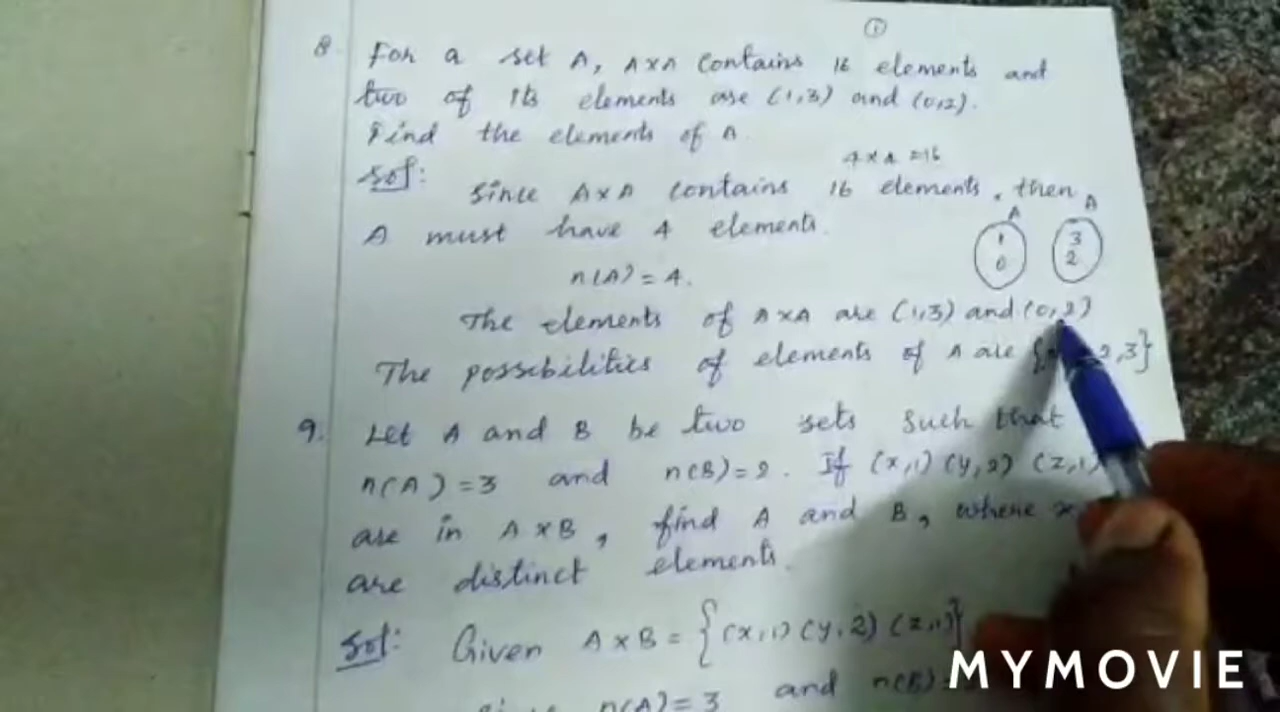 ①
8. For a set A, A×A contains 16 elements and
two of its elements are (1,3) and (0,2).
Find the elements of A.
4×4=16
Sol: Since A×A contains 16 elements, then
A must have 4 elements.
A A
1 3
0 2
n(A) = 4.
The elements of A×A are (1,3) and (0,2)
The possibilities of elements of A are { 2,3}
9. Let A and B be two sets such that
n(A)=3 and n(B)=2. If (x,1) (y,2) (z,1)
are in A×B, find A and B, where x
are distinct elements.
Sol: Given A×B = {(x,1) (y,2) (z,1)}
n(A)=3 and n(B)=
MYMOVIE